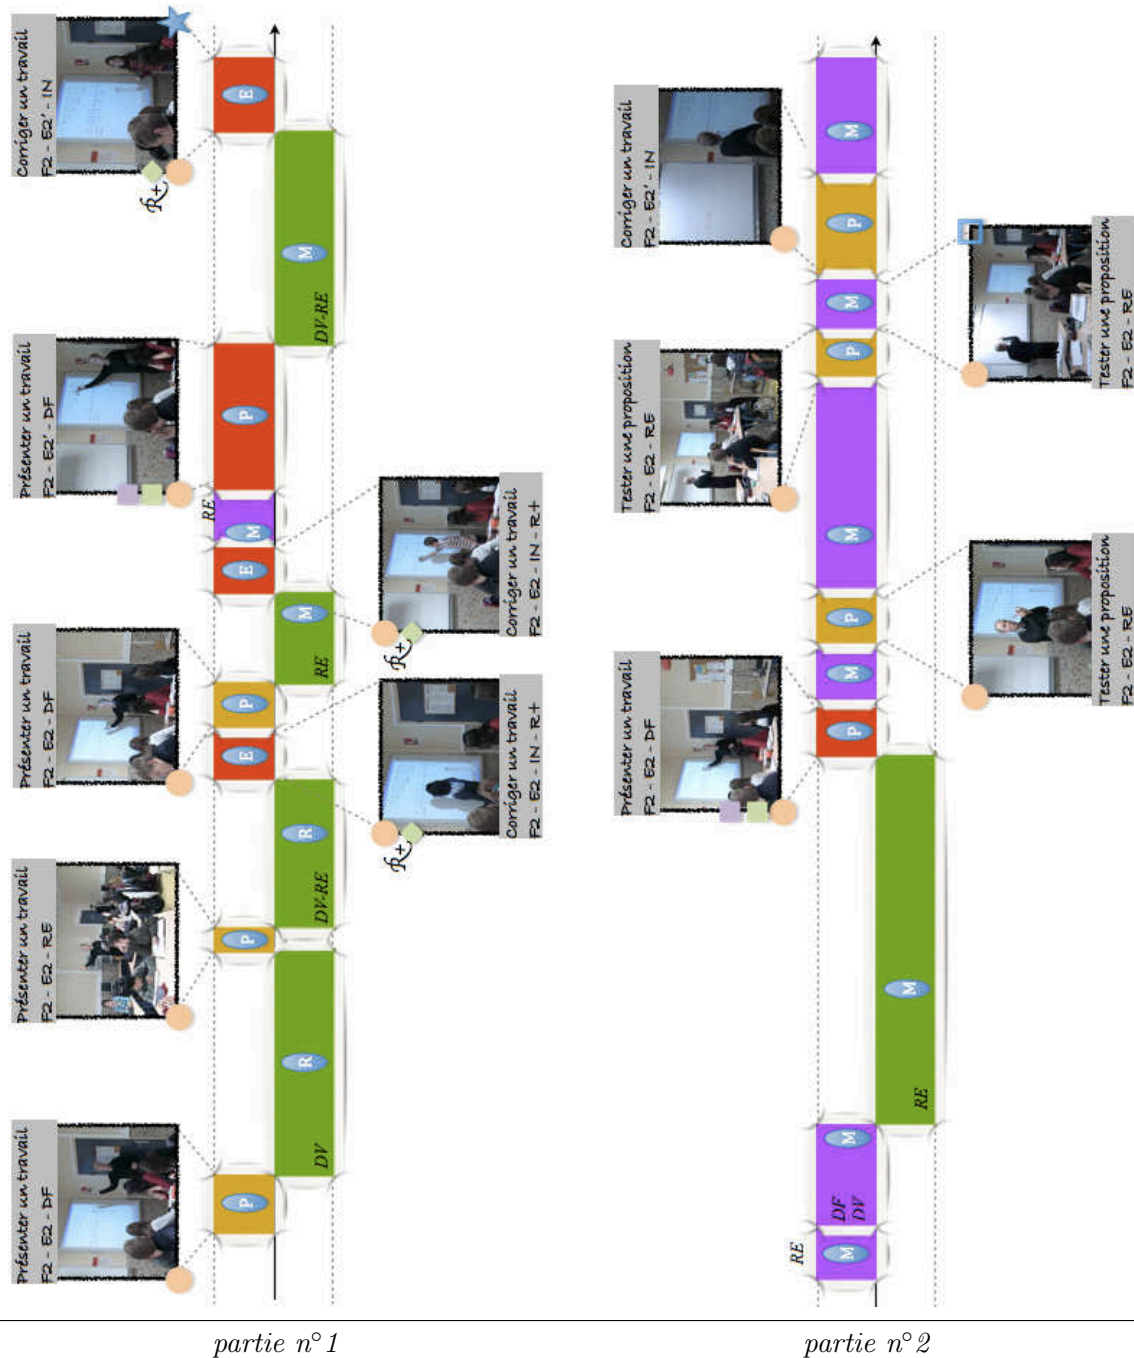 Présenter un travail
F2 - E2 - DF
Présenter un travail
F2 - E2 - RE
Présenter un travail
F2 - E2 - DF
Présenter un travail
F2 - E2' - DF
Corriger un travail
F2 - E2' - IN
R+
P
P
E
P
E
M
RE
P
E
R
DV
R
DV-RE
M
RE
M
DV-RE
R+
Corriger un travail
F2 - E2 - IN - R+
R+
Corriger un travail
F2 - E2 - IN - R+
partie n° 1
Présenter un travail
F2 - E2 - DF
Tester une proposition
F2 - E2 - RE
Corriger un travail
F2 - E2' - IN
RE
M
DF
DV
M
P
M
P
M
P
M
P
M
M
RE
Tester une proposition
F2 - E2 - RE
Tester une proposition
F2 - E2 - RE
partie n° 2